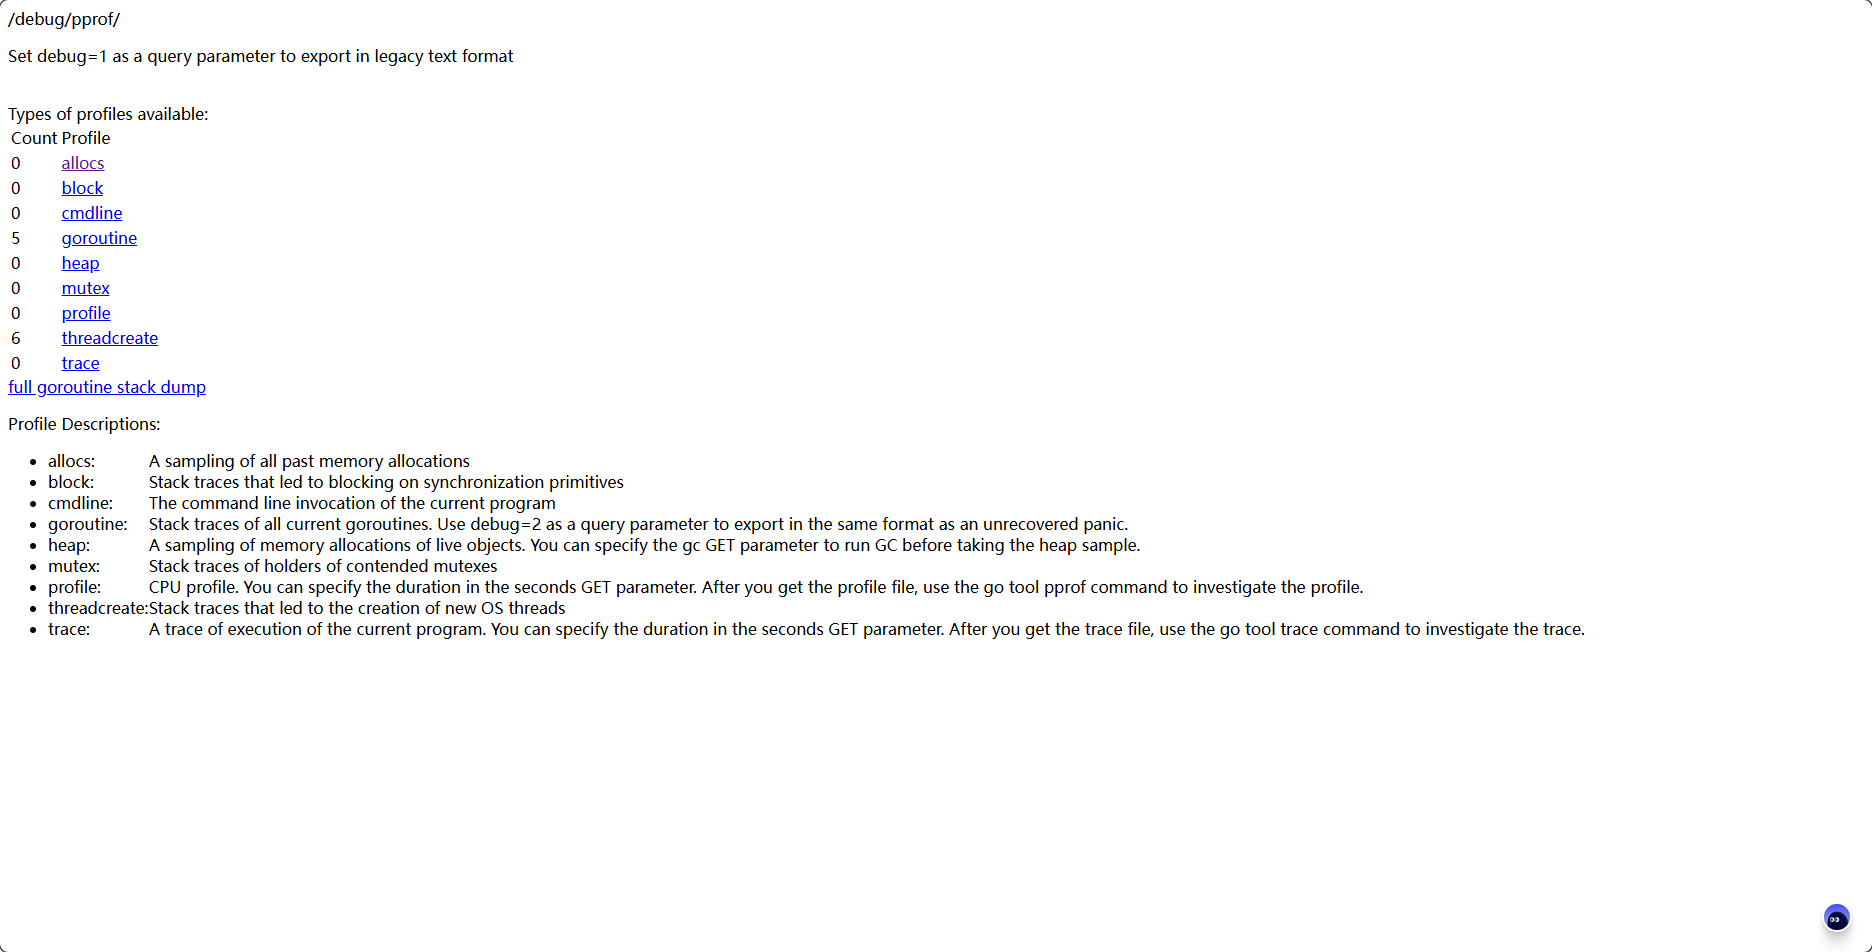 /debug/pprof/
Set debug=1 as a query parameter to export in legacy text format
Types of profiles available:
Count Profile
0 allocs
0 block
0 cmdline
5 goroutine
0 heap
0 mutex
0 profile
6 threadcreate
0 trace
full goroutine stack dump
Profile Descriptions:
• allocs: A sampling of all past memory allocations
• block: Stack traces that led to blocking on synchronization primitives
• cmdline: The command line invocation of the current program
• goroutine: Stack traces of all current goroutines. Use debug=2 as a query parameter to export in the same format as an unrecovered panic.
• heap: A sampling of memory allocations of live objects. You can specify the gc GET parameter to run GC before taking the heap sample.
• mutex: Stack traces of holders of contended mutexes
• profile: CPU profile. You can specify the duration in the seconds GET parameter. After you get the profile file, use the go tool pprof command to investigate the profile.
• threadcreate:Stack traces that led to the creation of new OS threads
• trace: A trace of execution of the current program. You can specify the duration in the seconds GET parameter. After you get the trace file, use the go tool trace command to investigate the trace.